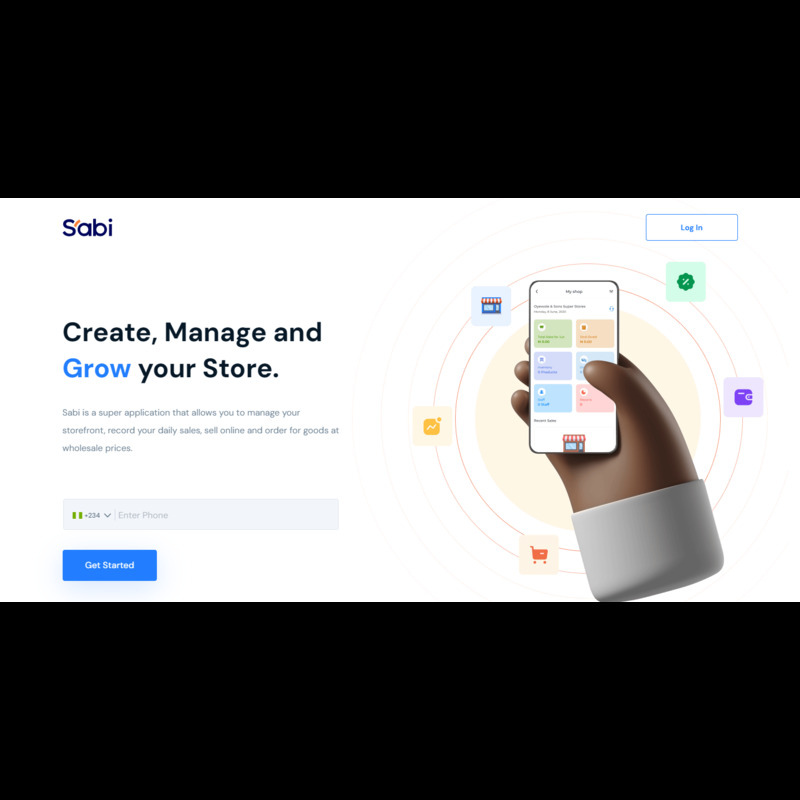 Sabi
Log In
Create, Manage and
Grow your Store.
Sabi is a super application that allows you to manage your
storefront, record your daily sales, sell online and order for goods at
wholesale prices.
+234
Enter Phone
Get Started
My shop
Recent Sales